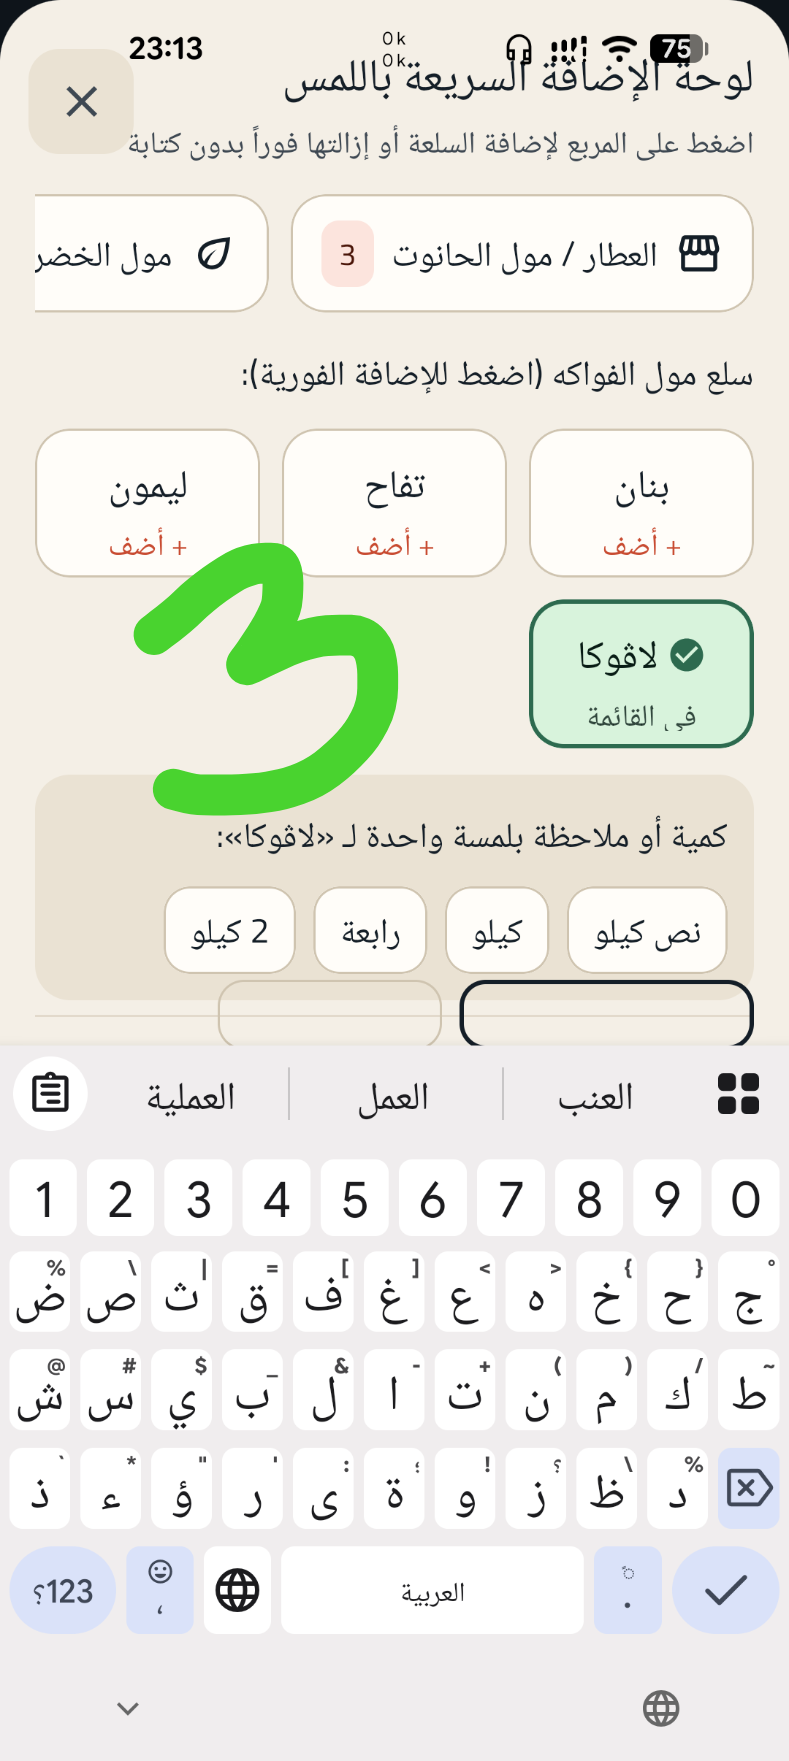 23:13
0 k
0 k
75
لوحة الإضافة السريعة باللمس
اضغط على المربع لإضافة السلعة أو إزالتها فوراً بدون كتابة
العطار / مول الحانوت 3
مول الخضر
سلع مول الفواكه (اضغط للإضافة الفورية):
بنان تفاح ليمون
+ أضف + أضف + أضف
لاڤوكا
في القائمة
3
كمية أو ملاحظة بلمسة واحدة لـ «لاڤوكا»:
نص كيلو كيلو رابعة 2 كيلو
العنب العمل العملية
1 2 3 4 5 6 7 8 9 0
% \ | = [ ] < > { } °
ض ص ث ق ف غ ع ه خ ح ج
@ # $ _ & - + ( ) / ~
ش س ي ب ل ا ت ن م ك ط
` * " ' : ؛ ! ؟ \ %
ذ ء ؤ ر ى ة و ز ظ د
؟123 ، العربية .